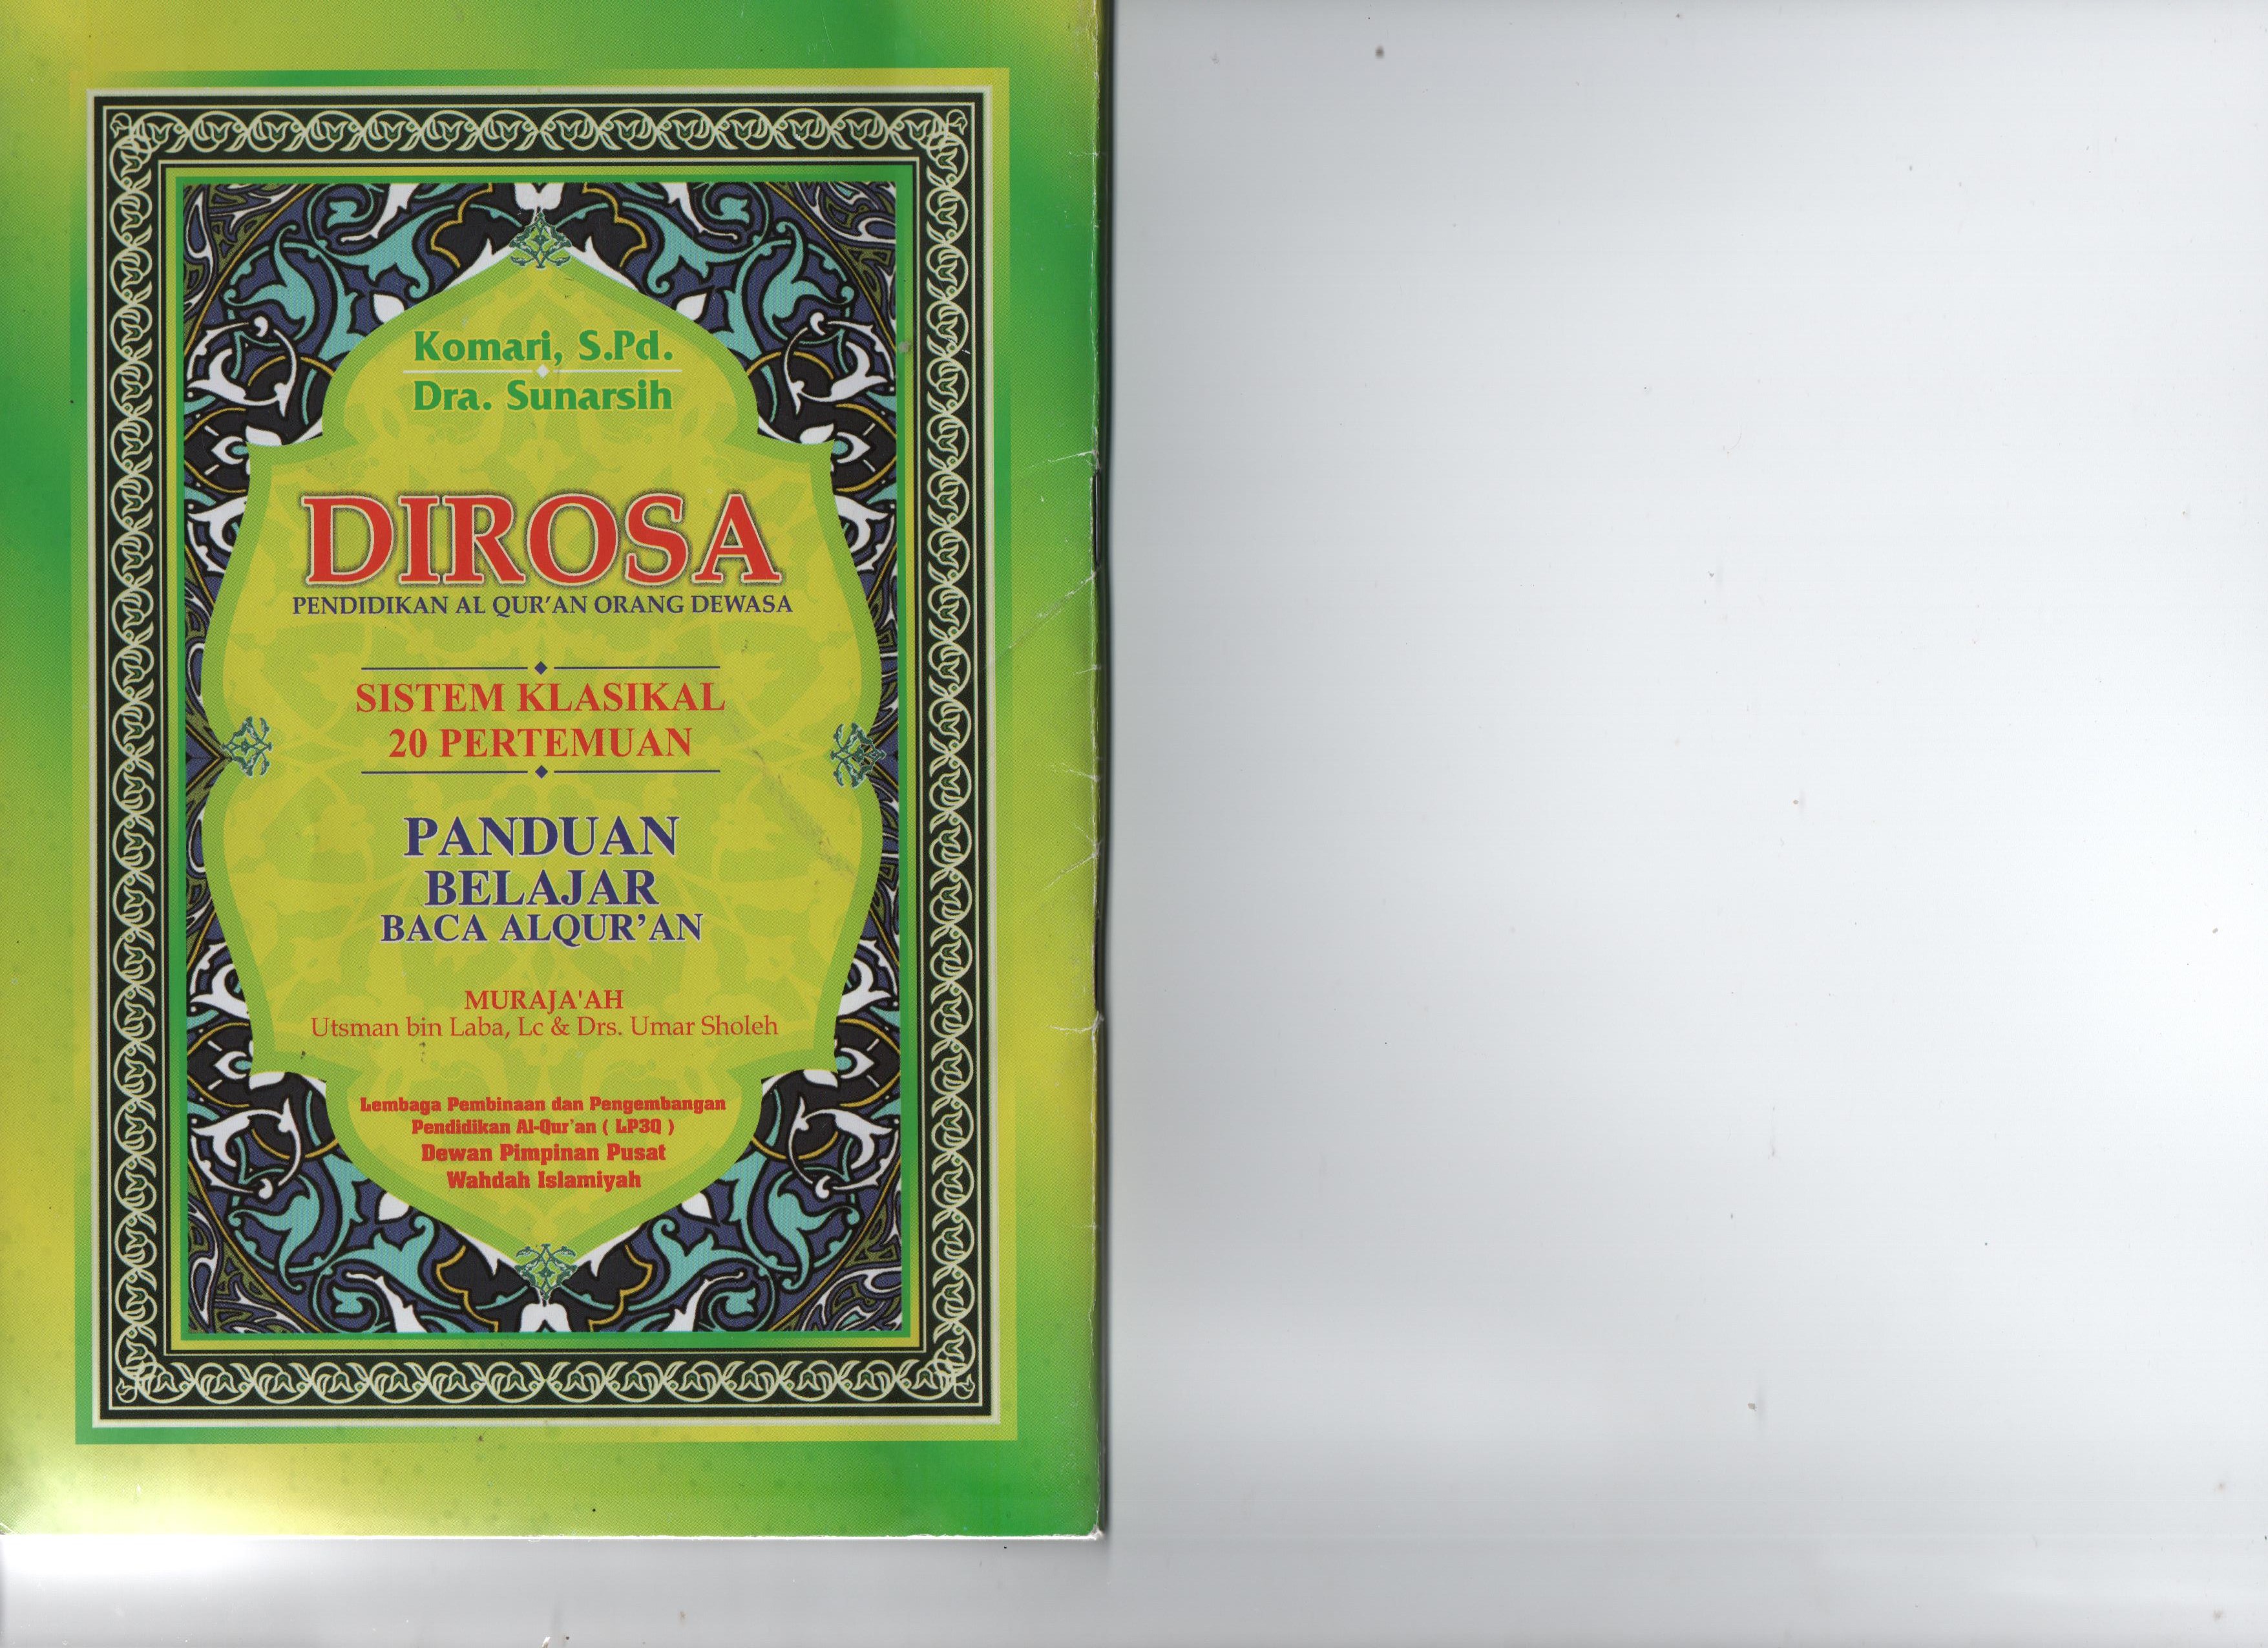 Komari, S.Pd.
Dra. Sunarsih
DIROSA
PENDIDIKAN AL QUR'AN ORANG DEWASA
SISTEM KLASIKAL
20 PERTEMUAN
PANDUAN
BELAJAR
BACA ALQUR'AN
MURAJA'AH
Utsman bin Laba, Lc & Drs. Umar Sholeh
Lembaga Pembinaan dan Pengembangan
Pendidikan Al-Qur'an ( LP3Q )
Dewan Pimpinan Pusat
Wahdah Islamiyah